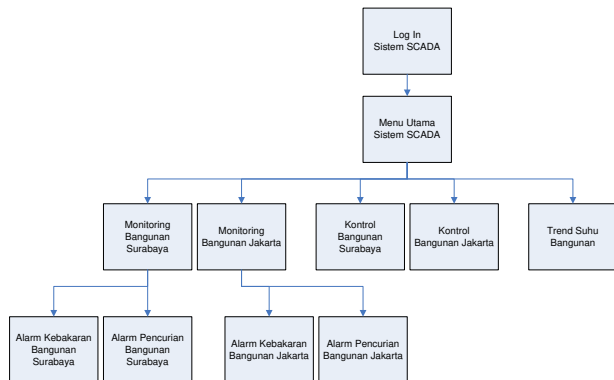 Log In
Sistem SCADA
Menu Utama
Sistem SCADA
Monitoring
Bangunan
Surabaya
Monitoring
Bangunan Jakarta
Kontrol
Bangunan
Surabaya
Kontrol
Bangunan Jakarta
Trend Suhu
Bangunan
Alarm Kebakaran
Bangunan
Surabaya
Alarm Pencurian
Bangunan
Surabaya
Alarm Kebakaran
Bangunan Jakarta
Alarm Pencurian
Bangunan Jakarta